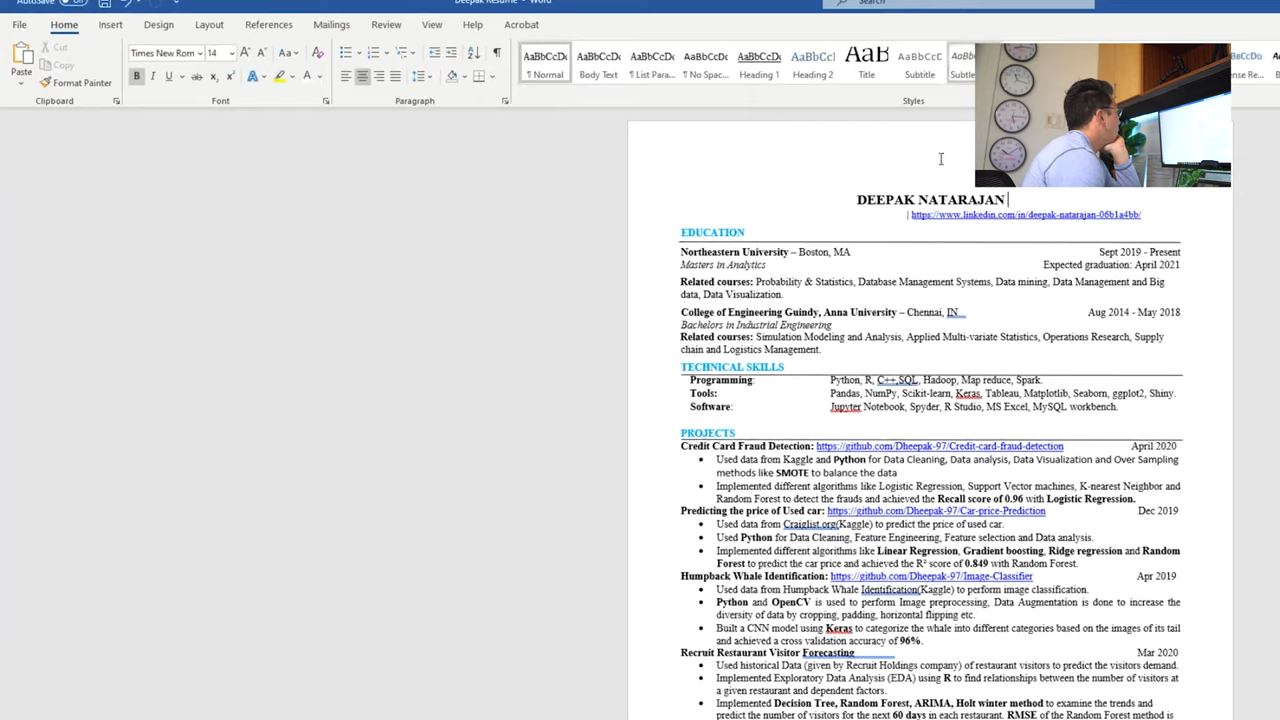 AutoSave Off Deepak Resume - Word Search
File Home Insert Design Layout References Mailings Review View Help Acrobat
Paste Cut Copy Format Painter
Times New Rom 14
AaBbCcDc AaBbCcDc AaBbCcDc AaBbCcDc AaBbCcDc AaBbCcI AaB AaBbCcD
¶ Normal Body Text ¶ List Para... ¶ No Spac... Heading 1 Heading 2 Title Subtitle
Clipboard Font Paragraph Styles
DEEPAK NATARAJAN
| https://www.linkedin.com/in/deepak-natarajan-06b1a4bb/
EDUCATION
Northeastern University – Boston, MA Sept 2019 - Present
Masters in Analytics Expected graduation: April 2021
Related courses: Probability & Statistics, Database Management Systems, Data mining, Data Management and Big
data, Data Visualization.
College of Engineering Guindy, Anna University – Chennai, IN Aug 2014 - May 2018
Bachelors in Industrial Engineering
Related courses: Simulation Modeling and Analysis, Applied Multi-variate Statistics, Operations Research, Supply
chain and Logistics Management.
TECHNICAL SKILLS
Programming: Python, R, C++,SQL, Hadoop, Map reduce, Spark.
Tools: Pandas, NumPy, Scikit-learn, Keras, Tableau, Matplotlib, Seaborn, ggplot2, Shiny.
Software: Jupyter Notebook, Spyder, R Studio, MS Excel, MySQL workbench.
PROJECTS
Credit Card Fraud Detection: https://github.com/Dheepak-97/Credit-card-fraud-detection April 2020
• Used data from Kaggle and Python for Data Cleaning, Data analysis, Data Visualization and Over Sampling
methods like SMOTE to balance the data
• Implemented different algorithms like Logistic Regression, Support Vector machines, K-nearest Neighbor and
Random Forest to detect the frauds and achieved the Recall score of 0.96 with Logistic Regression.
Predicting the price of Used car: https://github.com/Dheepak-97/Car-price-Prediction Dec 2019
• Used data from Craiglist.org(Kaggle) to predict the price of used car.
• Used Python for Data Cleaning, Feature Engineering, Feature selection and Data analysis.
• Implemented different algorithms like Linear Regression, Gradient boosting, Ridge regression and Random
Forest to predict the car price and achieved the R² score of 0.849 with Random Forest.
Humpback Whale Identification: https://github.com/Dheepak-97/Image-Classifier Apr 2019
• Used data from Humpback Whale Identification(Kaggle) to perform image classification.
• Python and OpenCV is used to perform Image preprocessing, Data Augmentation is done to increase the
diversity of data by cropping, padding, horizontal flipping etc.
• Built a CNN model using Keras to categorize the whale into different categories based on the images of its tail
and achieved a cross validation accuracy of 96%.
Recruit Restaurant Visitor Forecasting Mar 2020
• Used historical Data (given by Recruit Holdings company) of restaurant visitors to predict the visitors demand.
• Implemented Exploratory Data Analysis (EDA) using R to find relationships between the number of visitors at
a given restaurant and dependent factors.
• Implemented Decision Tree, Random Forest, ARIMA, Holt winter method to examine the trends and
predict the number of visitors for the next 60 days in each restaurant. RMSE of the Random Forest method is